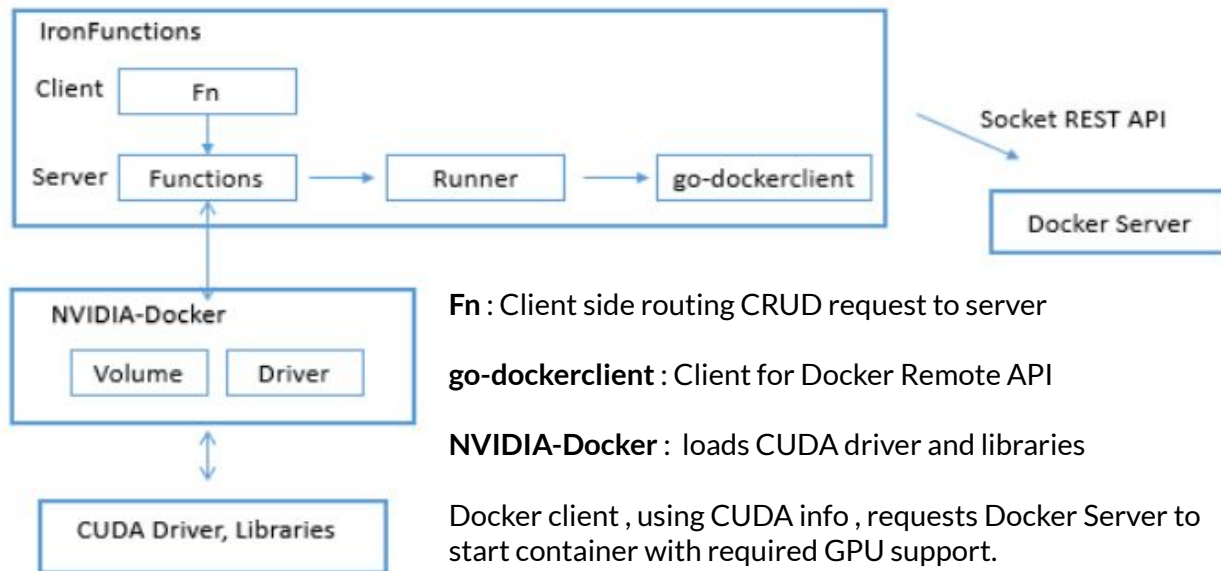 IronFunctions
Client
Fn
Socket REST API
Server
Functions
Runner
go-dockerclient
Docker Server
NVIDIA-Docker
Volume
Driver
CUDA Driver, Libraries
Fn : Client side routing CRUD request to server
go-dockerclient : Client for Docker Remote API
NVIDIA-Docker : loads CUDA driver and libraries
Docker client , using CUDA info , requests Docker Server to
start container with required GPU support.